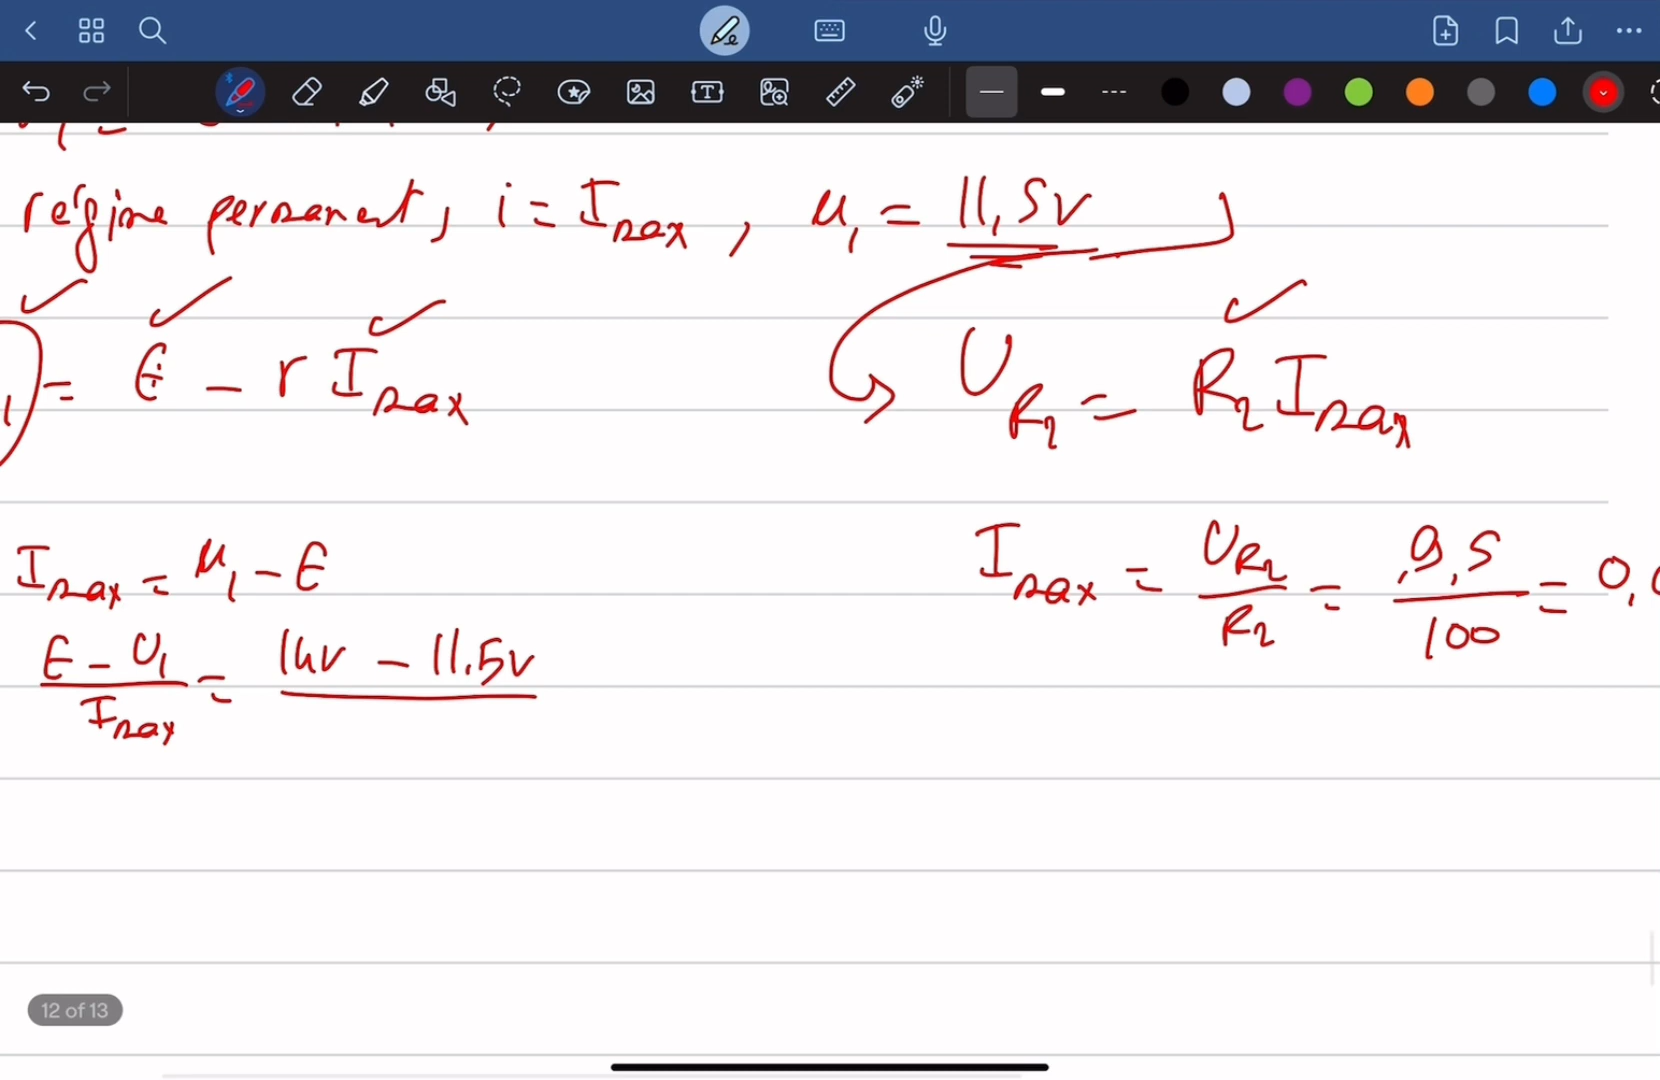 régime permanent, i = Imax, u1 = 11,5V
= E - r Imax
UR2 = R2 Imax
Imax = u1 - E
Imax = UR2 / R2 = 9,5 / 100 = 0,
E - U1 / Imax = 14V - 11.5V
12 of 13